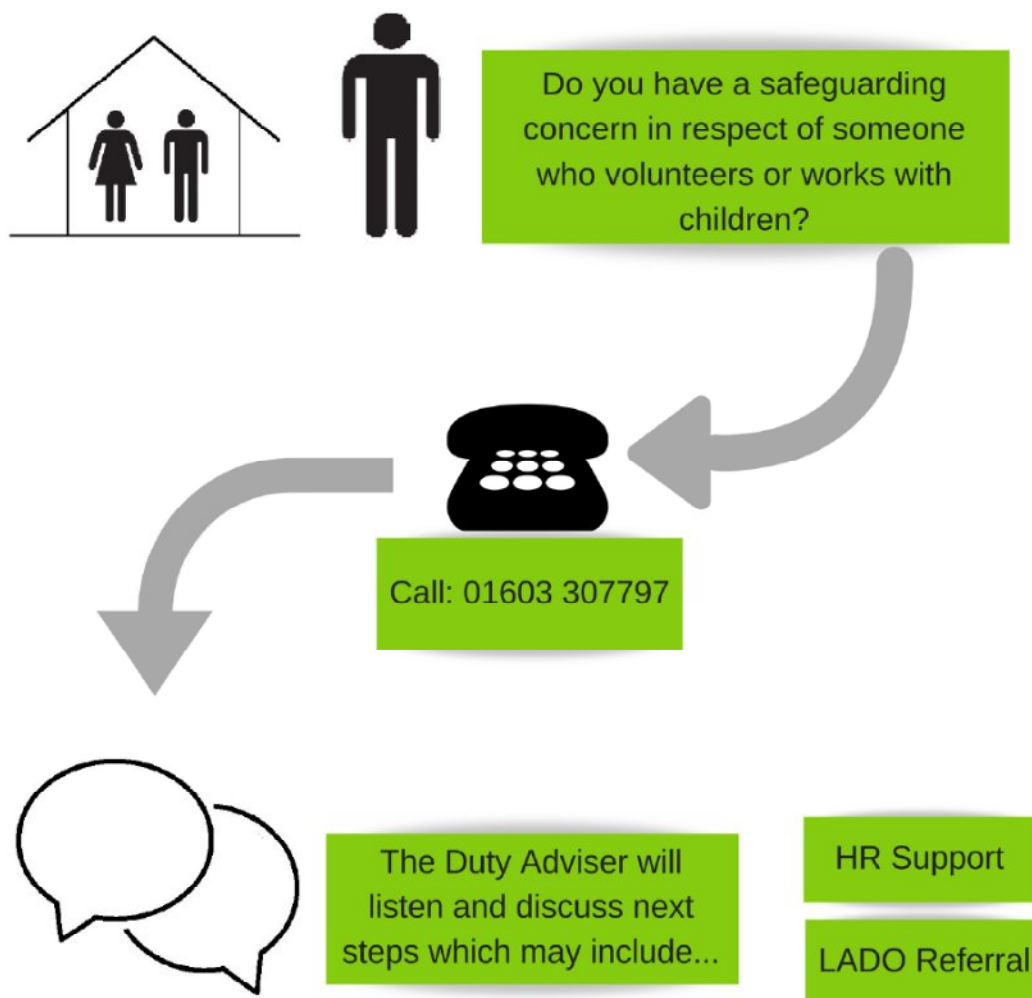 Do you have a safeguarding
concern in respect of someone
who volunteers or works with
children?
Call: 01603 307797
The Duty Adviser will
listen and discuss next
steps which may include...
HR Support
LADO Referral